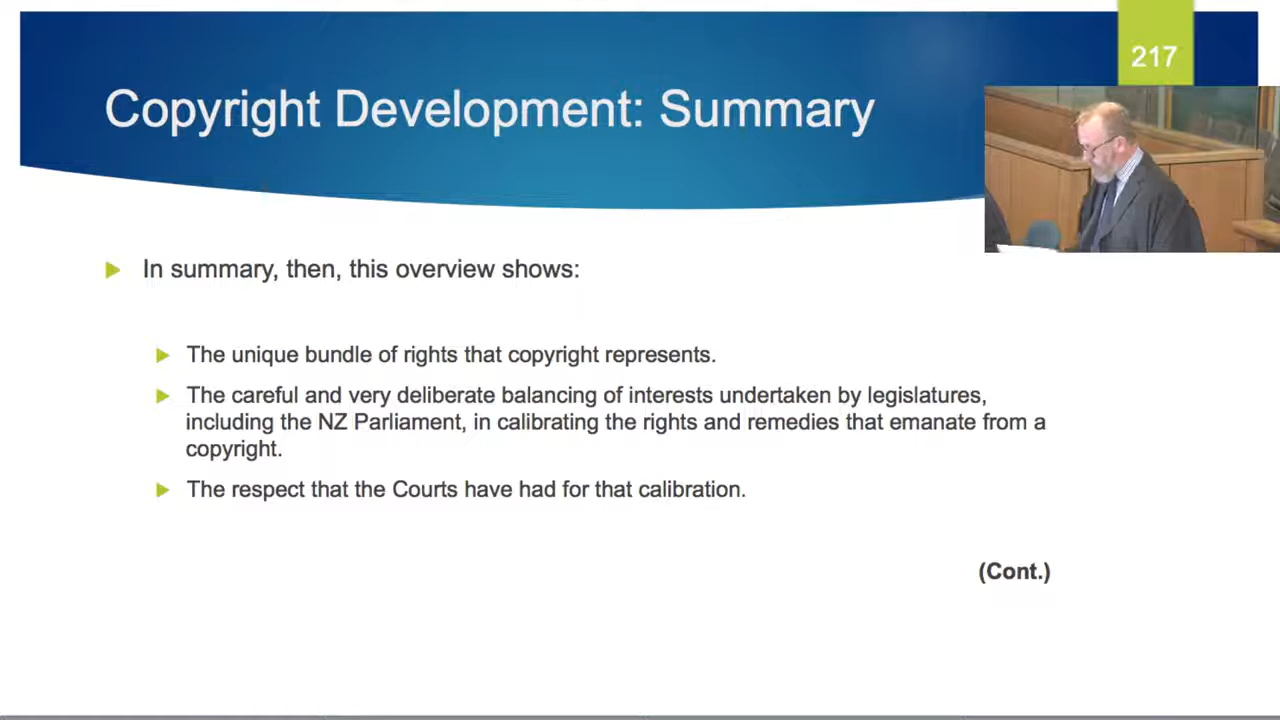 217
Copyright Development: Summary
In summary, then, this overview shows:
The unique bundle of rights that copyright represents.
The careful and very deliberate balancing of interests undertaken by legislatures,
including the NZ Parliament, in calibrating the rights and remedies that emanate from a
copyright.
The respect that the Courts have had for that calibration.
(Cont.)